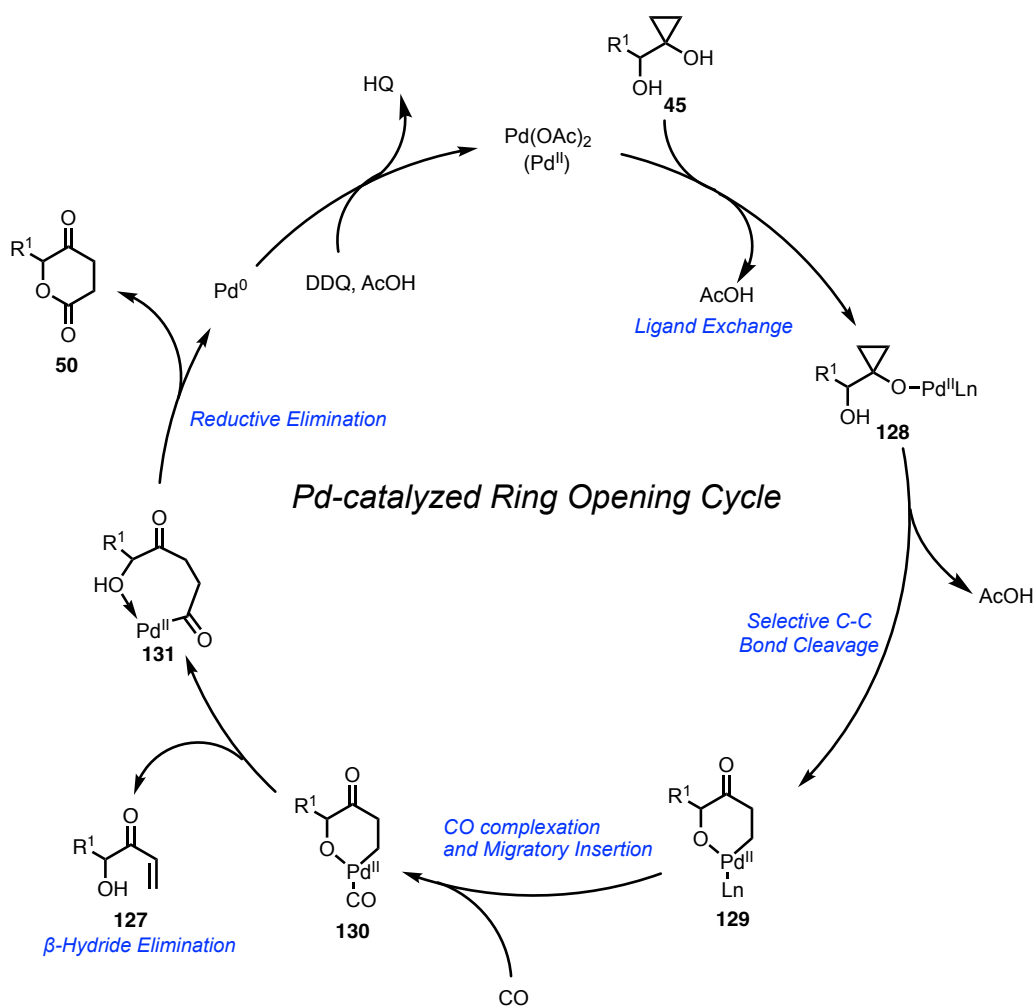 R¹
OH
OH
45
HQ
Pd(OAc)₂
(Pdᴵᴵ)
DDQ, AcOH
Pd⁰
AcOH
Ligand Exchange
O
R¹
O
O
50
R¹
O-PdᴵᴵLn
OH
128
Reductive Elimination
Pd-catalyzed Ring Opening Cycle
O
R¹
HO
Pdᴵᴵ
O
131
AcOH
Selective C-C
Bond Cleavage
O
R¹
O
Pdᴵᴵ
Ln
129
CO complexation
and Migratory Insertion
O
R¹
O
Pdᴵᴵ
CO
130
O
R¹
OH
127
β-Hydride Elimination
CO